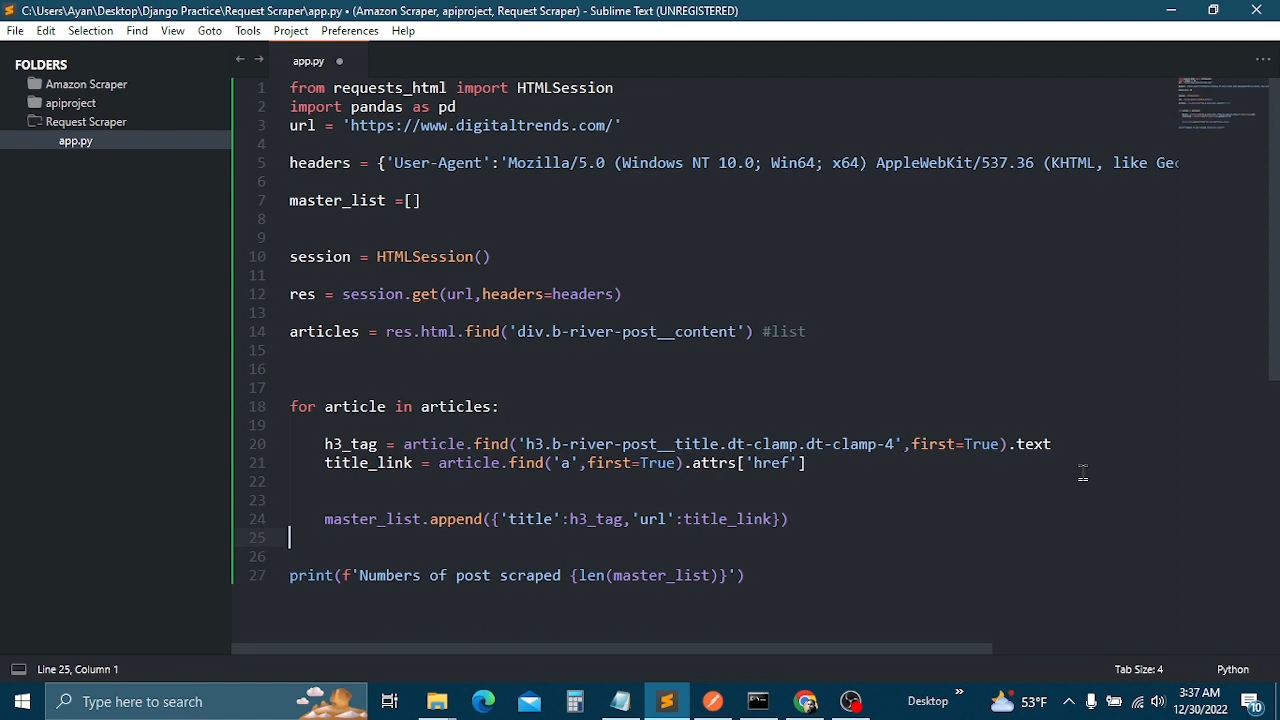 C:\Users\Ayan\Desktop\Django Practice\Request Scraper\app.py • (Amazon Scraper, apiproject, Request Scraper) - Sublime Text (UNREGISTERED)
File Edit Selection Find View Goto Tools Project Preferences Help
FOLDERS
Amazon Scraper
apiproject
Request Scraper
app.py
app.py
1 from requests_html import HTMLSession
2 import pandas as pd
3 url = 'https://www.digitaltrends.com/'
4
5 headers = {'User-Agent':'Mozilla/5.0 (Windows NT 10.0; Win64; x64) AppleWebKit/537.36 (KHTML, like Gec
6
7 master_list =[]
8
9
10 session = HTMLSession()
11
12 res = session.get(url,headers=headers)
13
14 articles = res.html.find('div.b-river-post__content') #list
15
16
17
18 for article in articles:
19
20 h3_tag = article.find('h3.b-river-post__title.dt-clamp.dt-clamp-4',first=True).text
21 title_link = article.find('a',first=True).attrs['href']
22
23
24 master_list.append({'title':h3_tag,'url':title_link})
25
26
27 print(f'Numbers of post scraped {len(master_list)}')
Line 25, Column 1
Tab Size: 4
Python
Type here to search
Desktop
53°F
3:37 AM
12/30/2022
10